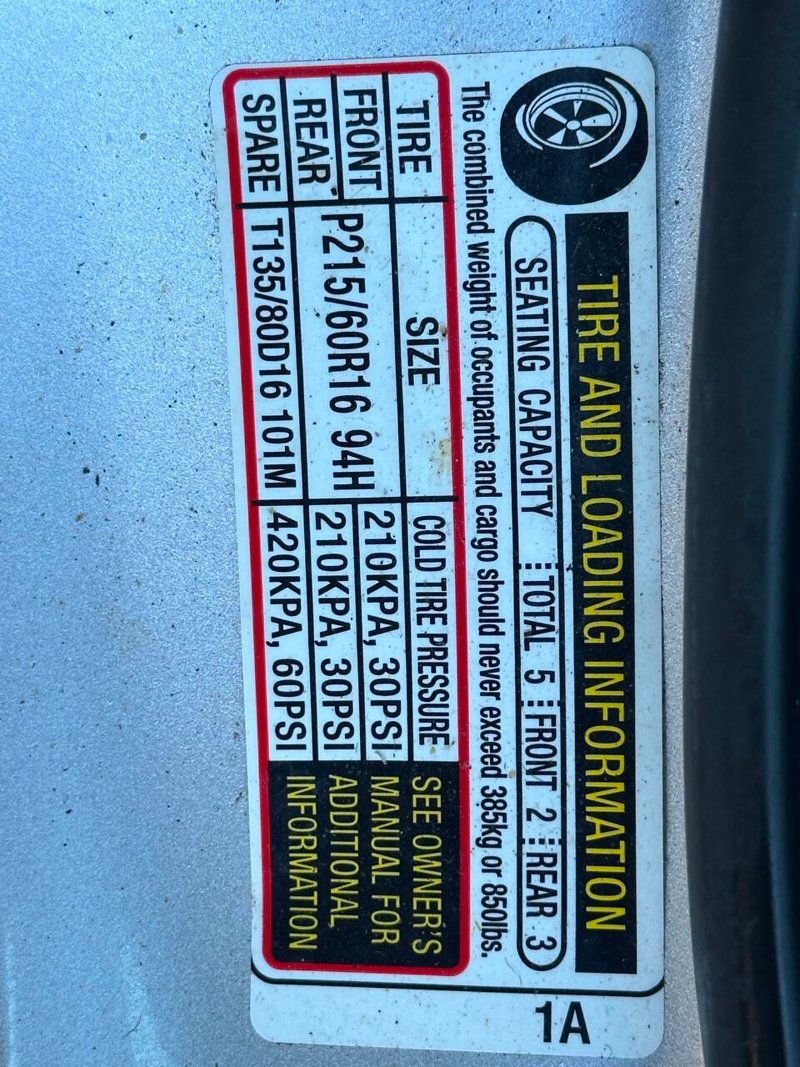 TIRE AND LOADING INFORMATION
SEATING CAPACITY TOTAL 5 FRONT 2 REAR 3
The combined weight of occupants and cargo should never exceed 385kg or 850lbs.
TIRE SIZE COLD TIRE PRESSURE
FRONT P215/60R16 94H 210KPA, 30PSI
REAR 210KPA, 30PSI
SPARE T135/80D16 101M 420KPA, 60PSI
SEE OWNER'S
MANUAL FOR
ADDITIONAL
INFORMATION
1A